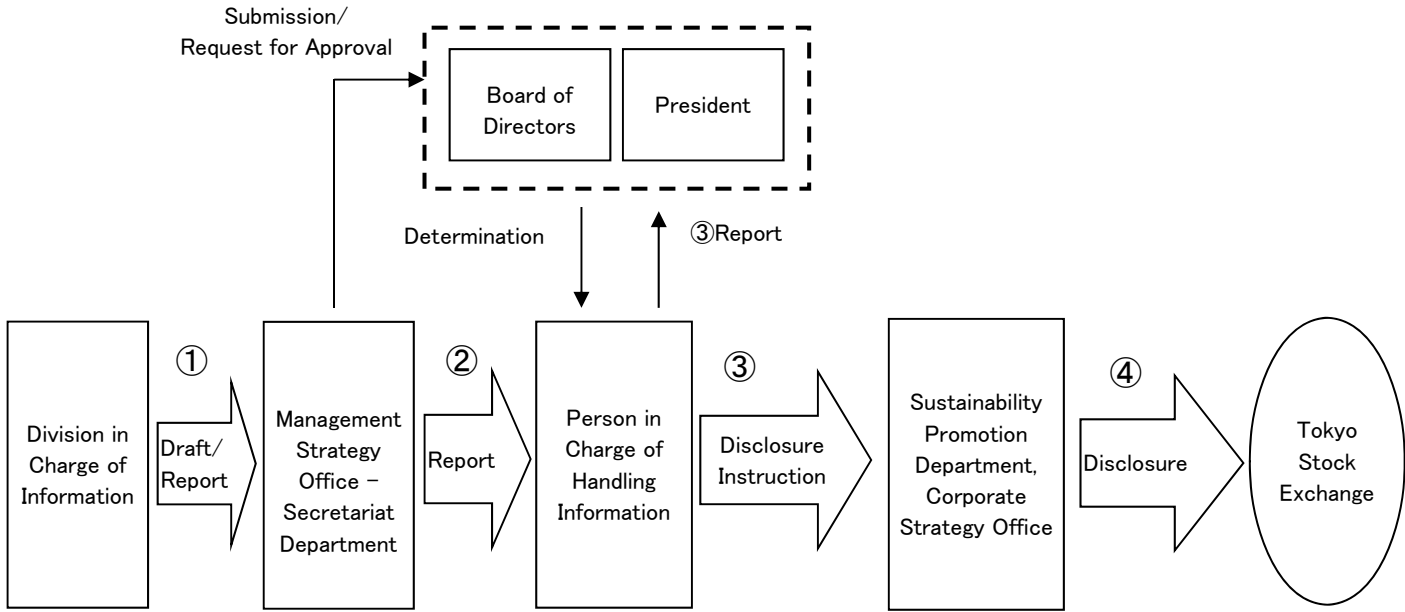 Submission/
Request for Approval
Board of
Directors
President
Determination
③Report
①
②
③
④
Division in
Charge of
Information
Draft/
Report
Management
Strategy
Office –
Secretariat
Department
Report
Person in
Charge of
Handling
Information
Disclosure
Instruction
Sustainability
Promotion
Department,
Corporate
Strategy Office
Disclosure
Tokyo
Stock
Exchange